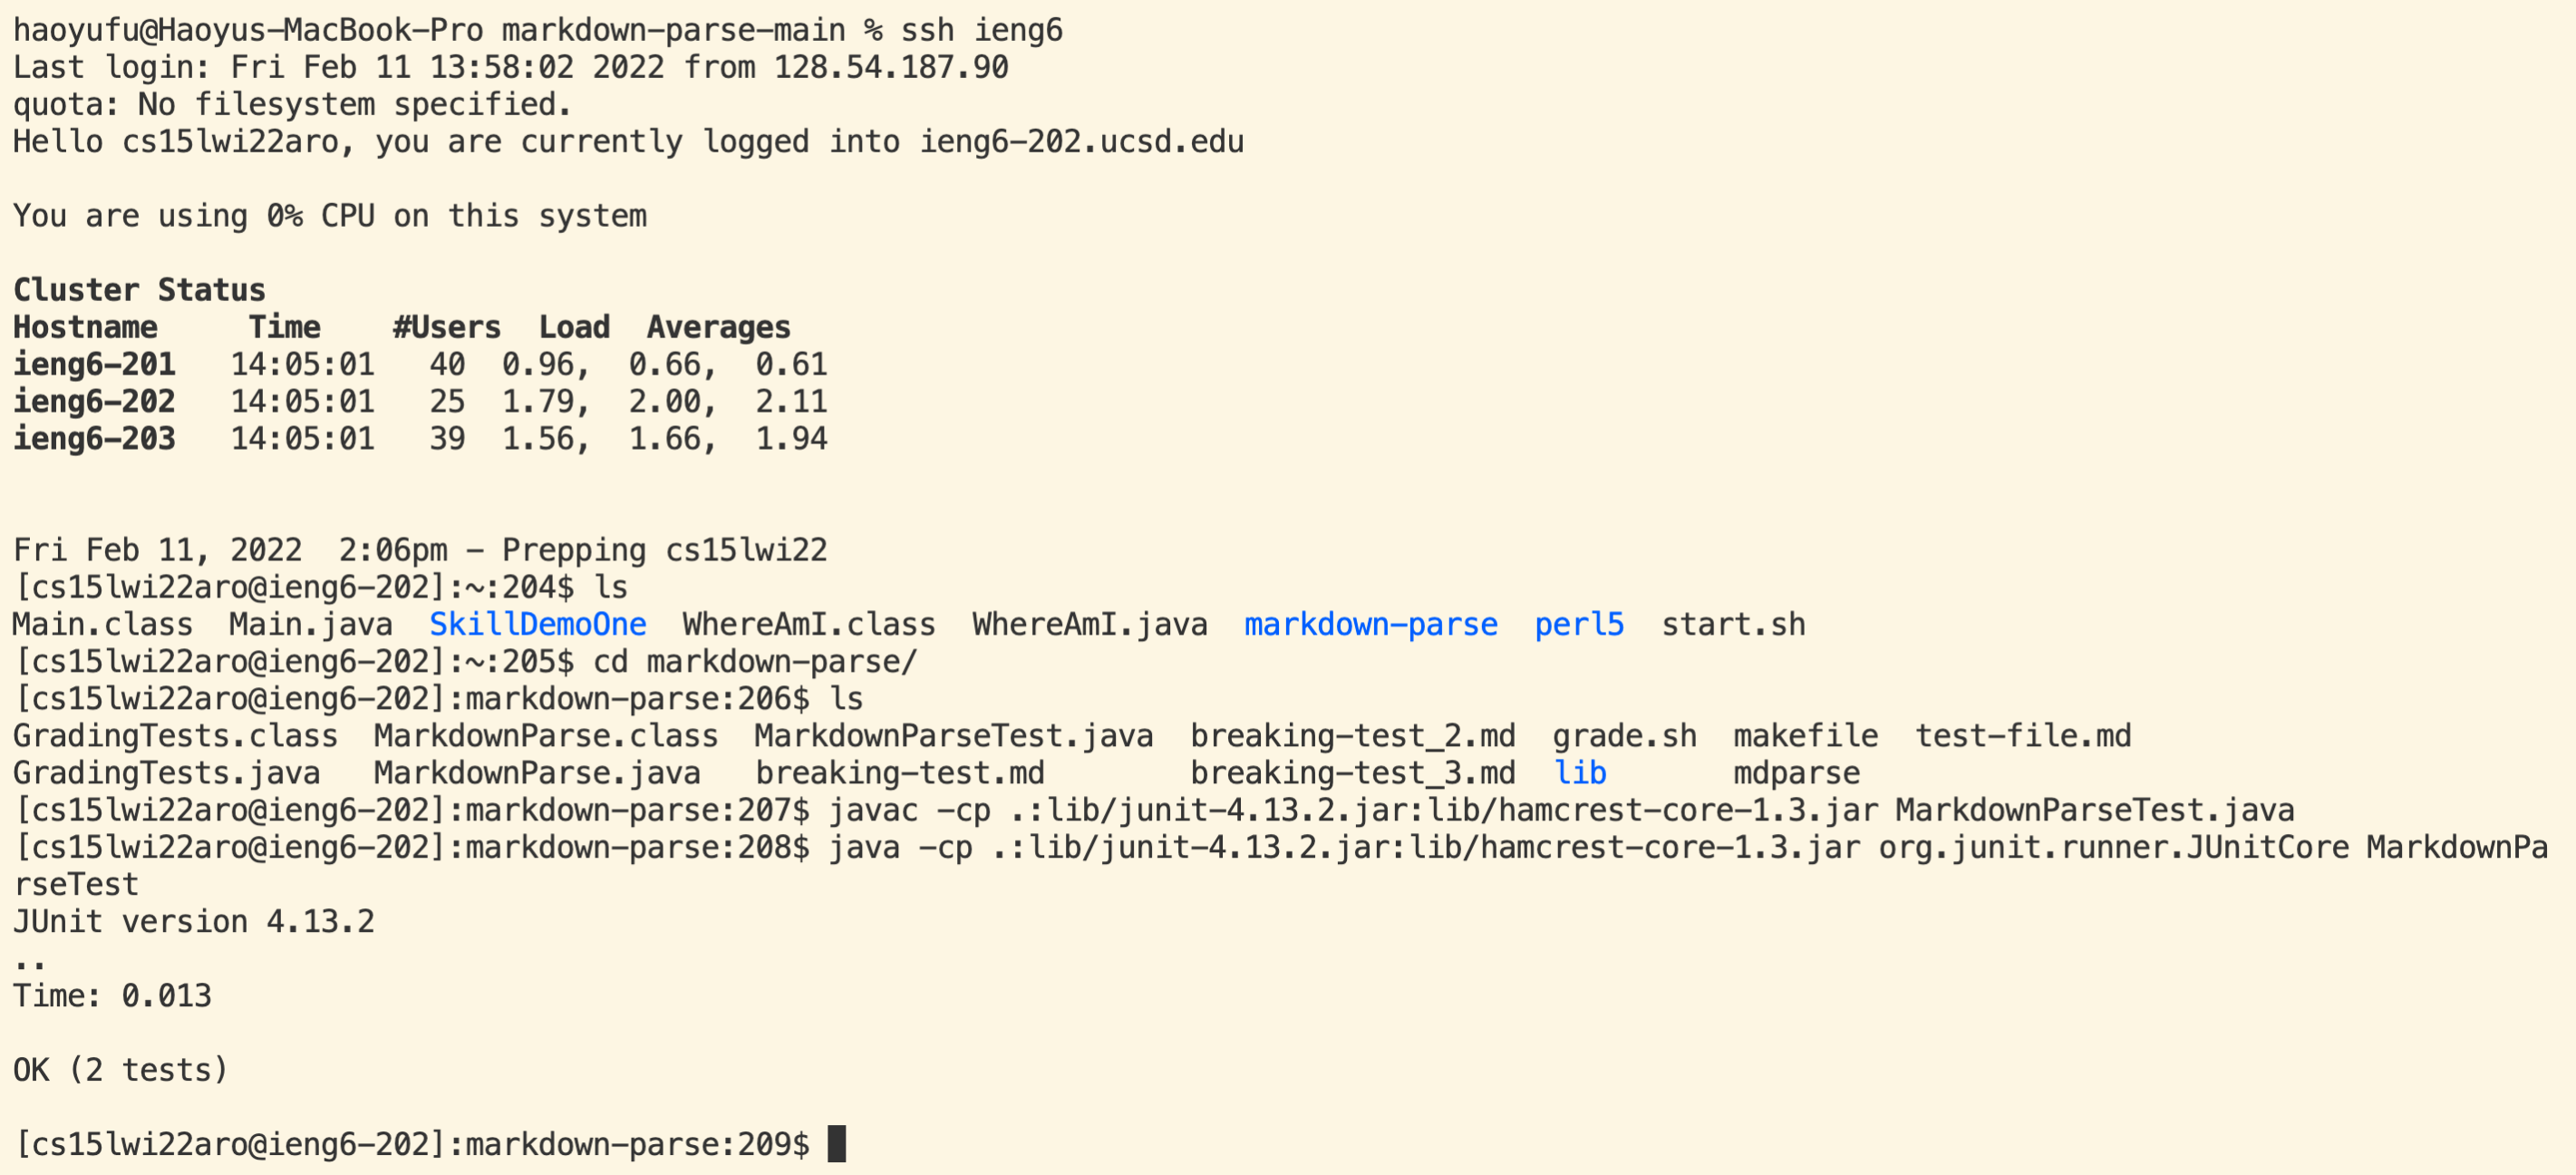 haoyufu@Haoyus-MacBook-Pro markdown-parse-main % ssh ieng6
Last login: Fri Feb 11 13:58:02 2022 from 128.54.187.90
quota: No filesystem specified.
Hello cs15lwi22aro, you are currently logged into ieng6-202.ucsd.edu
You are using 0% CPU on this system
Cluster Status
Hostname     Time    #Users  Load  Averages
ieng6-201   14:05:01   40  0.96,  0.66,  0.61
ieng6-202   14:05:01   25  1.79,  2.00,  2.11
ieng6-203   14:05:01   39  1.56,  1.66,  1.94
Fri Feb 11, 2022  2:06pm - Prepping cs15lwi22
[cs15lwi22aro@ieng6-202]:~:204$ ls
Main.class  Main.java  SkillDemoOne  WhereAmI.class  WhereAmI.java  markdown-parse  perl5  start.sh
[cs15lwi22aro@ieng6-202]:~:205$ cd markdown-parse/
[cs15lwi22aro@ieng6-202]:markdown-parse:206$ ls
GradingTests.class  MarkdownParse.class  MarkdownParseTest.java  breaking-test_2.md  grade.sh  makefile  test-file.md
GradingTests.java   MarkdownParse.java   breaking-test.md        breaking-test_3.md  lib       mdparse
[cs15lwi22aro@ieng6-202]:markdown-parse:207$ javac -cp .:lib/junit-4.13.2.jar:lib/hamcrest-core-1.3.jar MarkdownParseTest.java
[cs15lwi22aro@ieng6-202]:markdown-parse:208$ java -cp .:lib/junit-4.13.2.jar:lib/hamcrest-core-1.3.jar org.junit.runner.JUnitCore MarkdownPa
rseTest
JUnit version 4.13.2
..
Time: 0.013
OK (2 tests)
[cs15lwi22aro@ieng6-202]:markdown-parse:209$